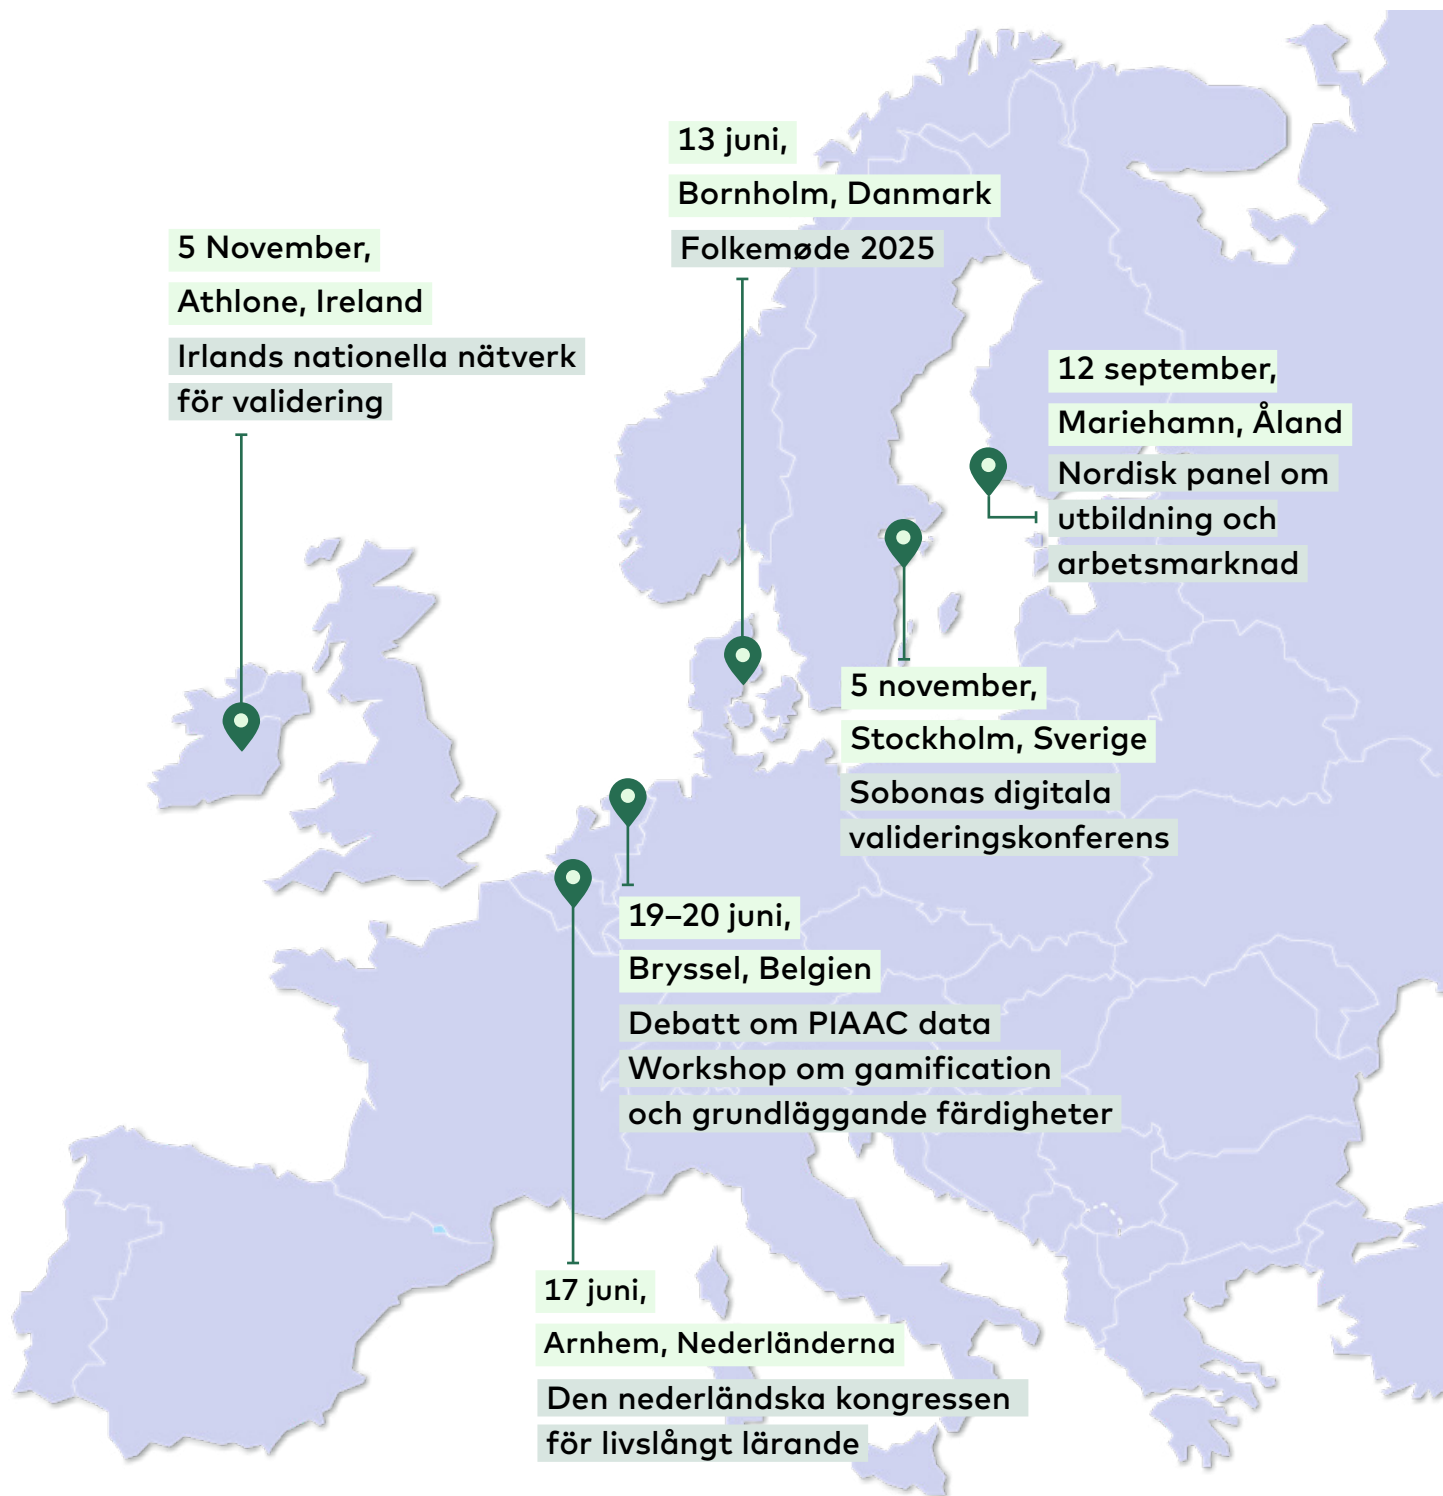 13 juni,
Bornholm, Danmark
Folkemøde 2025
5 November,
Athlone, Ireland
Irlands nationella nätverk
för validering
12 september,
Mariehamn, Åland
Nordisk panel om
utbildning och
arbetsmarknad
5 november,
Stockholm, Sverige
Sobonas digitala
valideringskonferens
19–20 juni,
Bryssel, Belgien
Debatt om PIAAC data
Workshop om gamification
och grundläggande färdigheter
17 juni,
Arnhem, Nederländerna
Den nederländska kongressen
för livslångt lärande